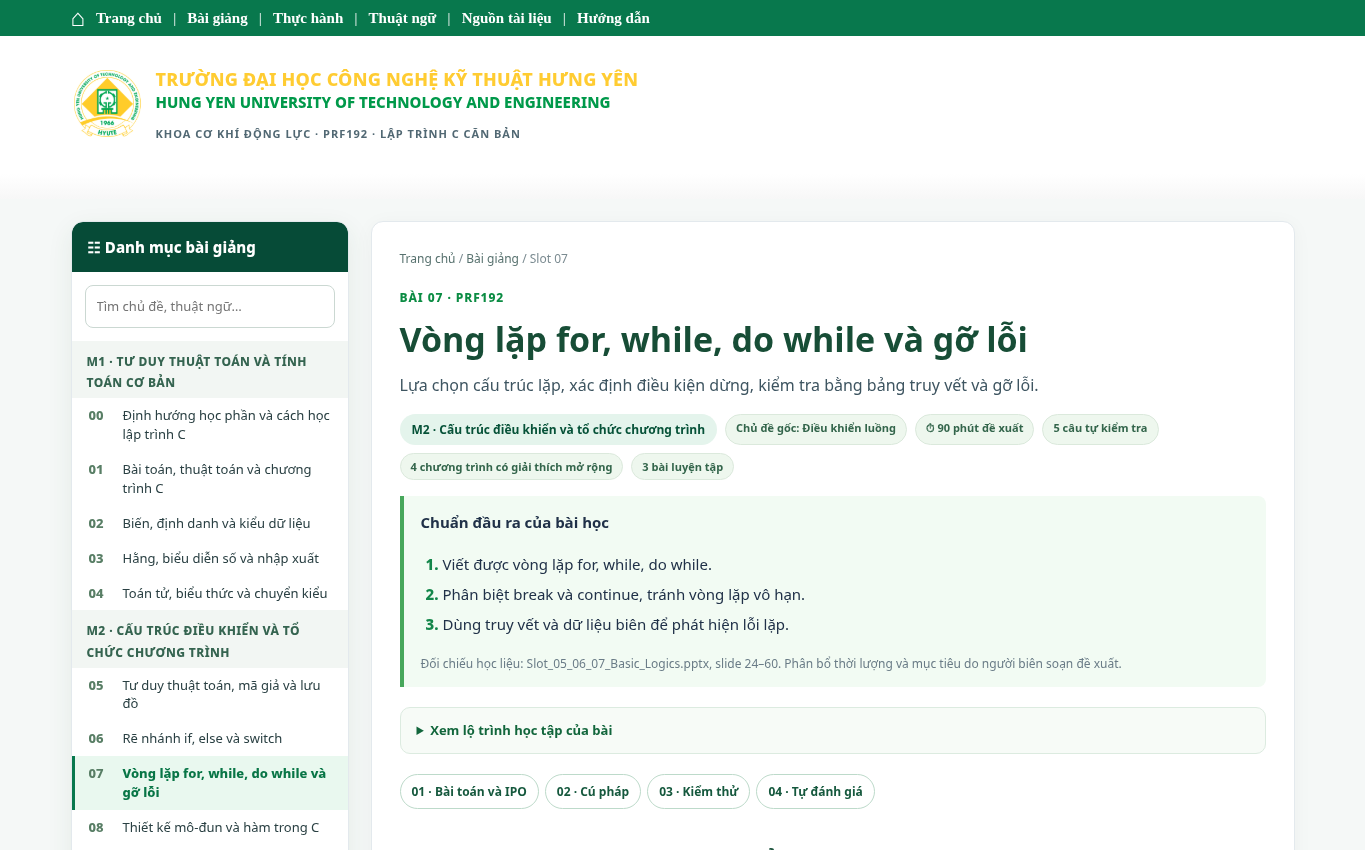 Trang chủ | Bài giảng | Thực hành | Thuật ngữ | Nguồn tài liệu | Hướng dẫn
HUNG YEN UNIVERSITY OF TECHNOLOGY AND ENGINEERING
1966
HYUTE
TRƯỜNG ĐẠI HỌC CÔNG NGHỆ KỸ THUẬT HƯNG YÊN
HUNG YEN UNIVERSITY OF TECHNOLOGY AND ENGINEERING
KHOA CƠ KHÍ ĐỘNG LỰC · PRF192 · LẬP TRÌNH C CĂN BẢN
Danh mục bài giảng
Tìm chủ đề, thuật ngữ...
M1 · TƯ DUY THUẬT TOÁN VÀ TÍNH
TOÁN CƠ BẢN
00 Định hướng học phần và cách học
lập trình C
01 Bài toán, thuật toán và chương
trình C
02 Biến, định danh và kiểu dữ liệu
03 Hằng, biểu diễn số và nhập xuất
04 Toán tử, biểu thức và chuyển kiểu
M2 · CẤU TRÚC ĐIỀU KHIỂN VÀ TỔ
CHỨC CHƯƠNG TRÌNH
05 Tư duy thuật toán, mã giả và lưu
đồ
06 Rẽ nhánh if, else và switch
07 Vòng lặp for, while, do while và
gỡ lỗi
08 Thiết kế mô-đun và hàm trong C
Trang chủ / Bài giảng / Slot 07
BÀI 07 · PRF192
Vòng lặp for, while, do while và gỡ lỗi
Lựa chọn cấu trúc lặp, xác định điều kiện dừng, kiểm tra bằng bảng truy vết và gỡ lỗi.
M2 · Cấu trúc điều khiển và tổ chức chương trình
Chủ đề gốc: Điều khiển luồng
⏱ 90 phút đề xuất
5 câu tự kiểm tra
4 chương trình có giải thích mở rộng
3 bài luyện tập
Chuẩn đầu ra của bài học
1. Viết được vòng lặp for, while, do while.
2. Phân biệt break và continue, tránh vòng lặp vô hạn.
3. Dùng truy vết và dữ liệu biên để phát hiện lỗi lặp.
Đối chiếu học liệu: Slot_05_06_07_Basic_Logics.pptx, slide 24–60. Phân bổ thời lượng và mục tiêu do người biên soạn đề xuất.
▶ Xem lộ trình học tập của bài
01 · Bài toán và IPO
02 · Cú pháp
03 · Kiểm thử
04 · Tự đánh giá